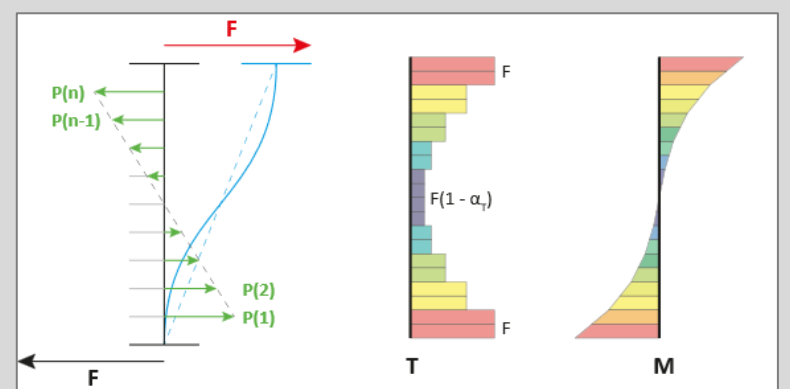 F
P(n)
P(n-1)
P(2)
P(1)
F
F
F(1 - αT)
F
T
M